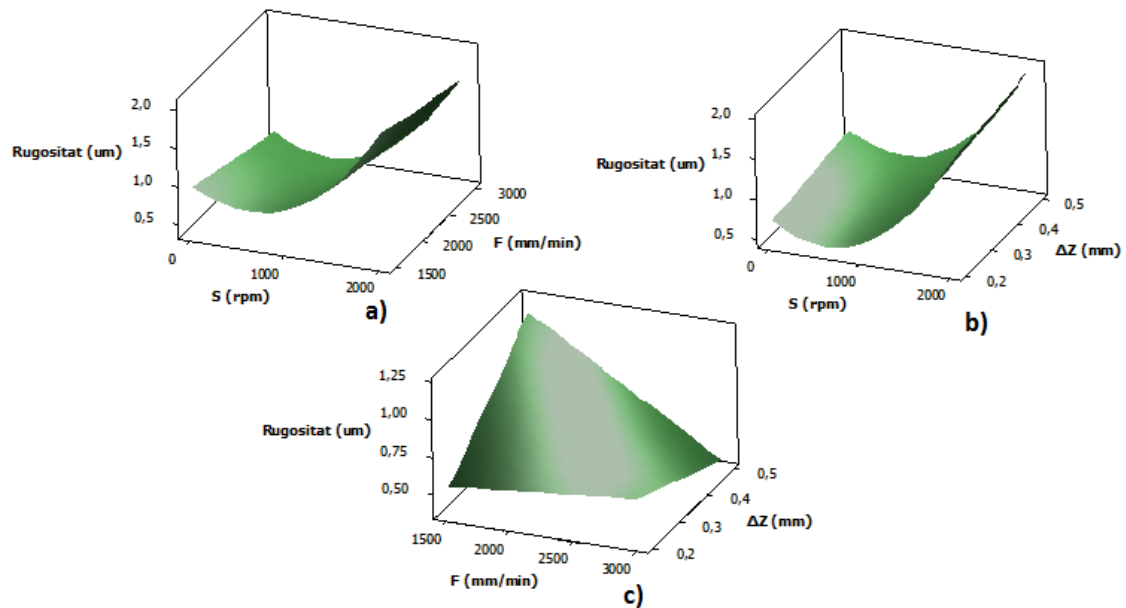 2,0
1,5
Rugositat (um)
1,0
0,5
0
1000
2000
S (rpm)
1500
2000
2500
3000
F (mm/min)
a)
2,0
1,5
Rugositat (um)
1,0
0,5
0
1000
2000
S (rpm)
0,2
0,3
0,4
0,5
ΔZ (mm)
b)
1,25
1,00
Rugositat (um)
0,75
0,50
1500
2000
2500
3000
F (mm/min)
0,2
0,3
0,4
0,5
ΔZ (mm)
c)